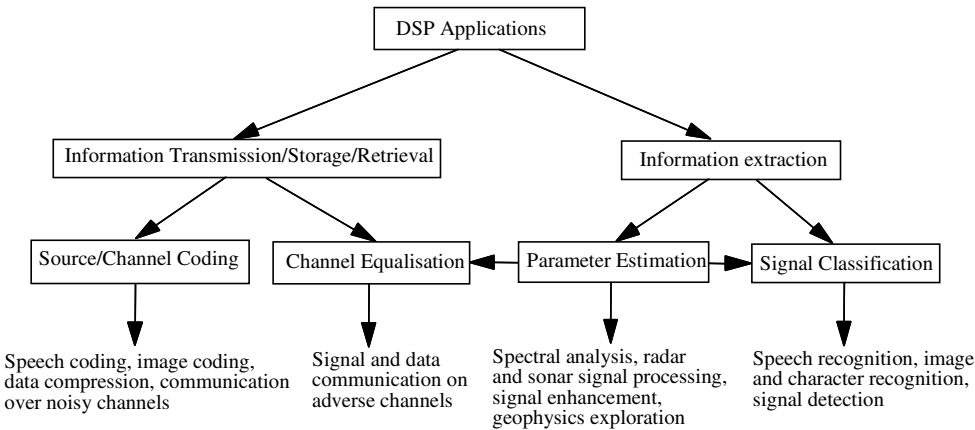 DSP Applications
Information Transmission/Storage/Retrieval
Information extraction
Source/Channel Coding
Channel Equalisation
Parameter Estimation
Signal Classification
Speech coding, image coding,
data compression, communication
over noisy channels
Signal and data
communication on
adverse channels
Spectral analysis, radar
and sonar signal processing,
signal enhancement,
geophysics exploration
Speech recognition, image
and character recognition,
signal detection